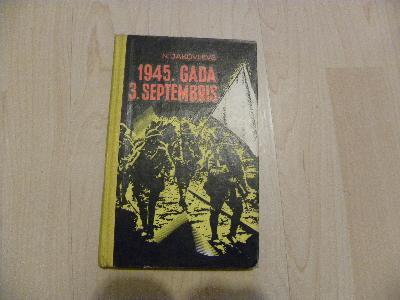 N. JAKOVĻEVS
1945. GADA
3. SEPTEMBRIS